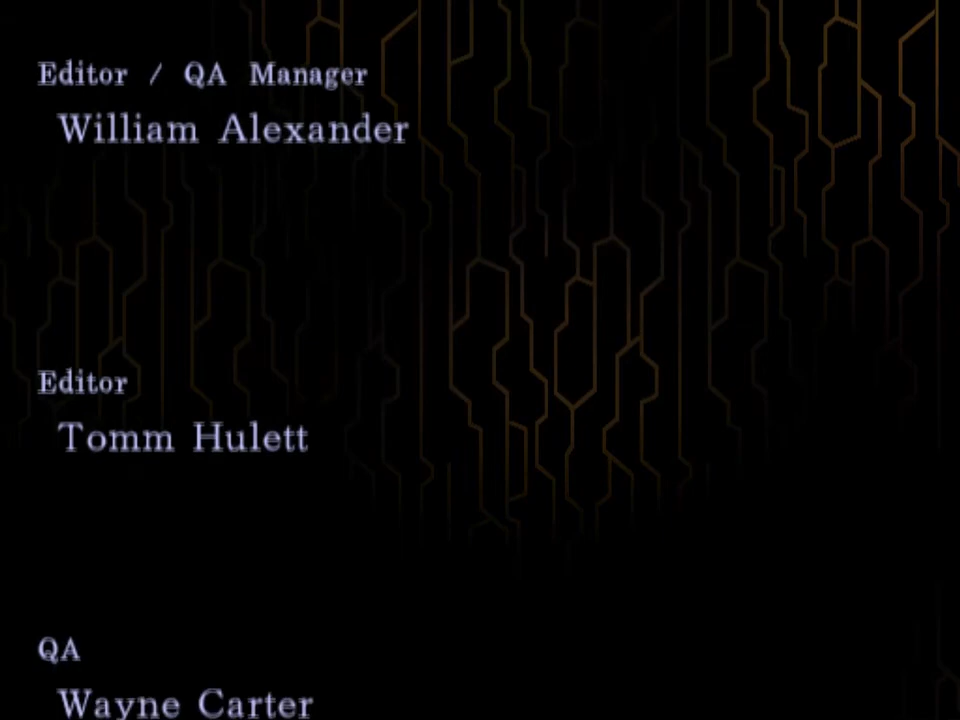 Editor / QA Manager
William Alexander
Editor
Tomm Hulett
QA
Wayne Carter